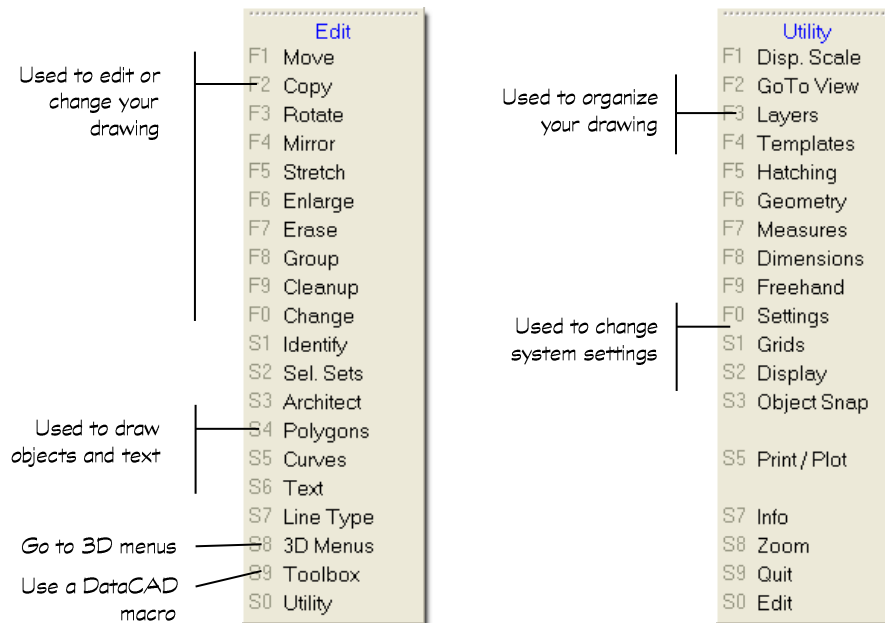 Edit
F1 Move
F2 Copy
F3 Rotate
F4 Mirror
F5 Stretch
F6 Enlarge
F7 Erase
F8 Group
F9 Cleanup
F0 Change
S1 Identify
S2 Sel. Sets
S3 Architect
S4 Polygons
S5 Curves
S6 Text
S7 Line Type
S8 3D Menus
S9 Toolbox
S0 Utility
Used to edit or
change your
drawing
Used to draw
objects and text
Go to 3D menus
Use a DataCAD
macro
Utility
F1 Disp. Scale
F2 GoTo View
F3 Layers
F4 Templates
F5 Hatching
F6 Geometry
F7 Measures
F8 Dimensions
F9 Freehand
F0 Settings
S1 Grids
S2 Display
S3 Object Snap
S5 Print / Plot
S7 Info
S8 Zoom
S9 Quit
S0 Edit
Used to organize
your drawing
Used to change
system settings